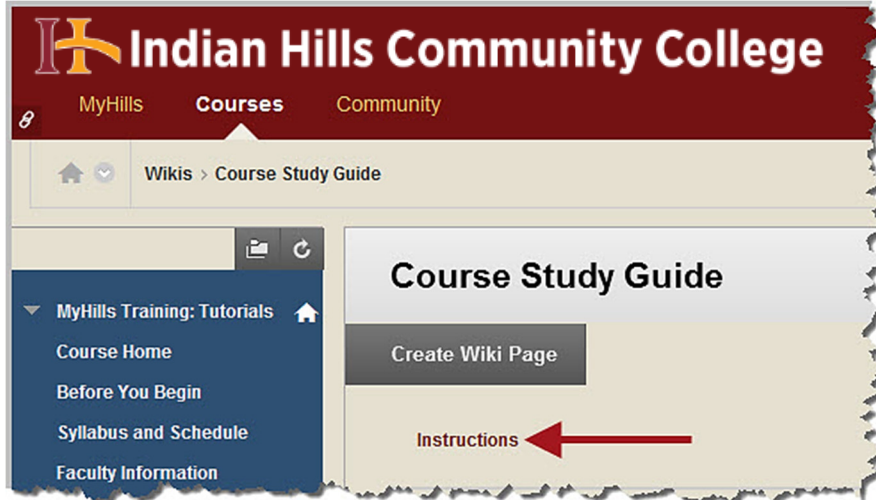 Indian Hills Community College
MyHills Courses Community
Wikis > Course Study Guide
Course Study Guide
MyHills Training: Tutorials
Course Home
Before You Begin
Syllabus and Schedule
Faculty Information
Create Wiki Page
Instructions